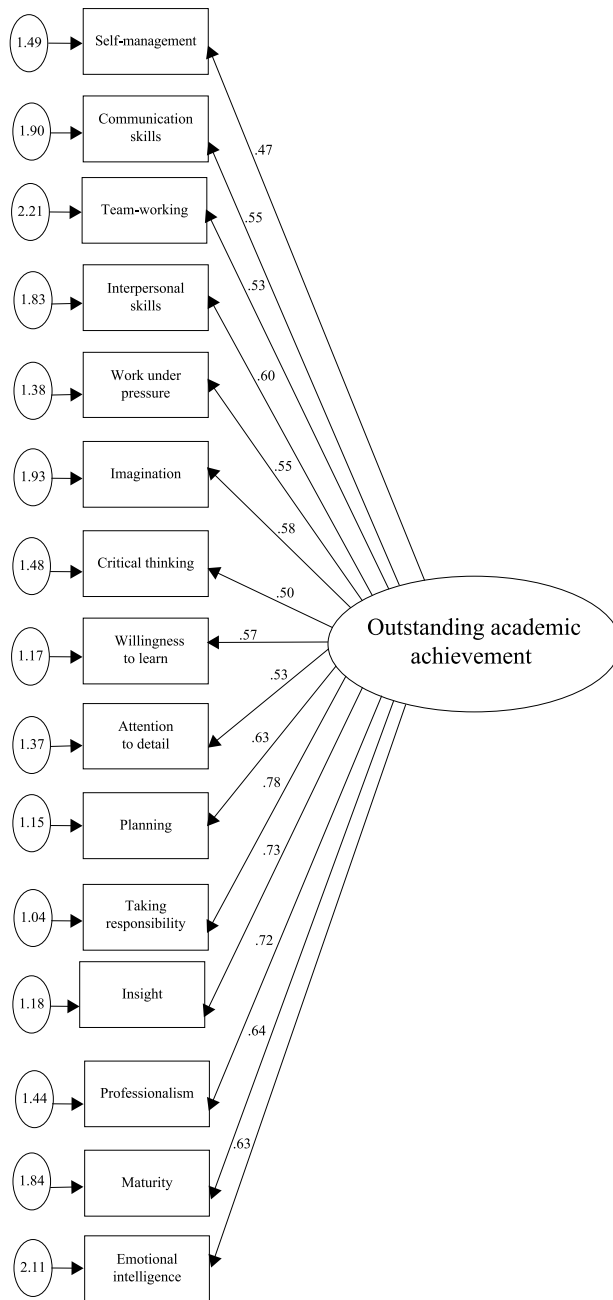 1.49
Self-management
.47
1.90
Communication
skills
.55
2.21
Team-working
.53
1.83
Interpersonal
skills
.60
1.38
Work under
pressure
.55
1.93
Imagination
.58
1.48
Critical thinking
.50
1.17
Willingness
to learn
.57
Outstanding academic
achievement
1.37
Attention
to detail
.53
1.15
Planning
.63
1.04
Taking
responsibility
.78
1.18
Insight
.73
1.44
Professionalism
.72
1.84
Maturity
.64
2.11
Emotional
intelligence
.63